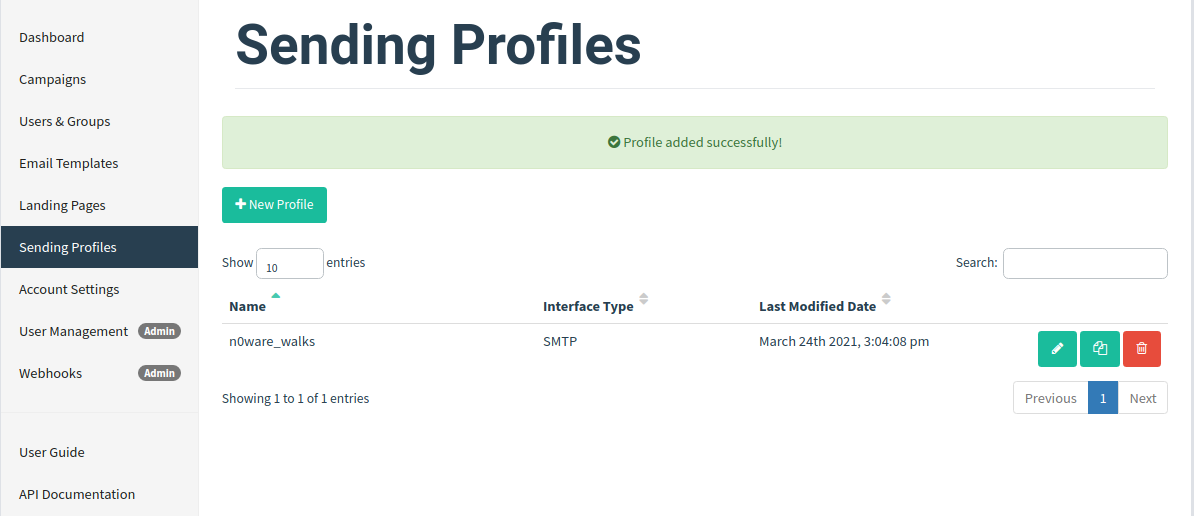 Dashboard
Campaigns
Users & Groups
Email Templates
Landing Pages
Sending Profiles
Account Settings
User Management Admin
Webhooks Admin
User Guide
API Documentation
Sending Profiles
Profile added successfully!
New Profile
Show 10 entries
Search:
Name Interface Type Last Modified Date
n0ware_walks SMTP March 24th 2021, 3:04:08 pm
Showing 1 to 1 of 1 entries
Previous 1 Next